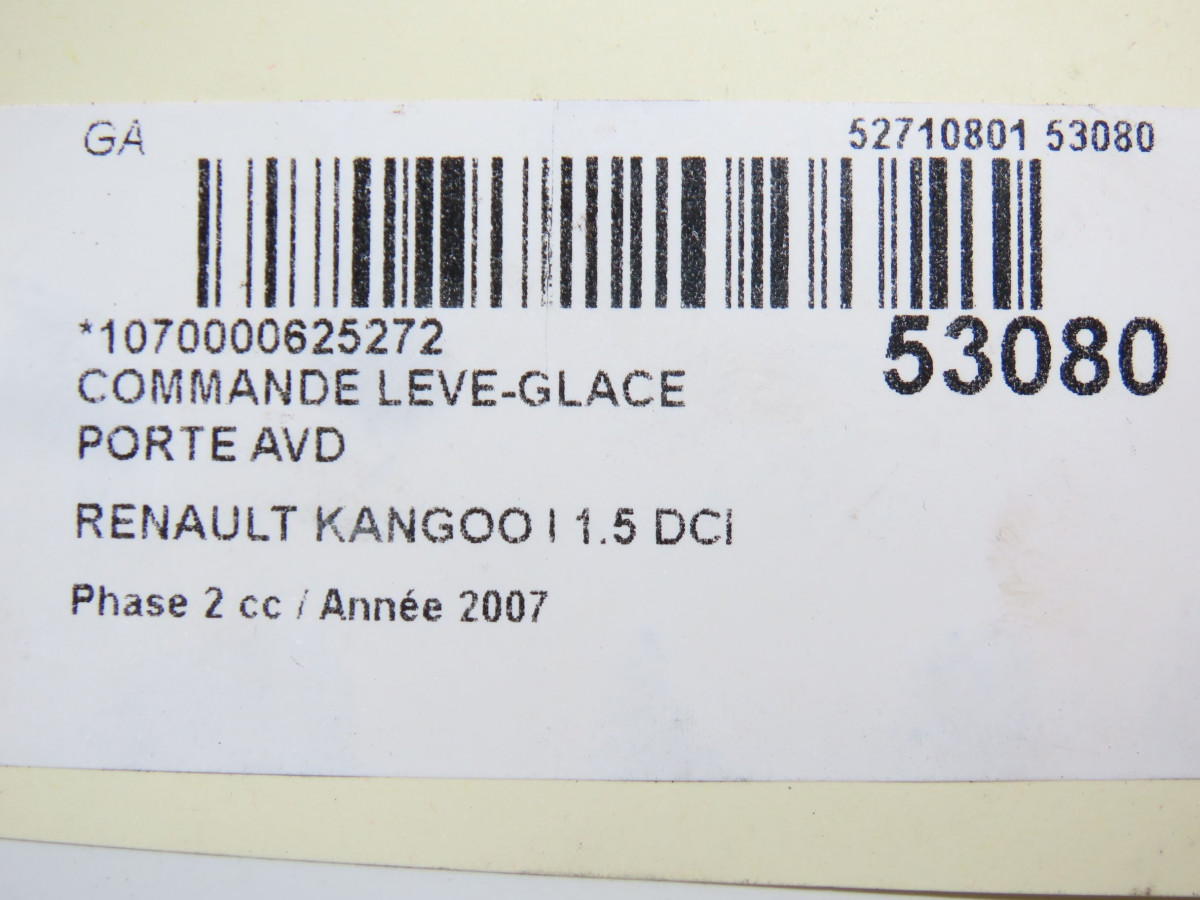 GA 52710801 53080
*1070000625272 53080
COMMANDE LEVE-GLACE
PORTE AVD
RENAULT KANGOO I 1.5 DCI
Phase 2 cc / Année 2007